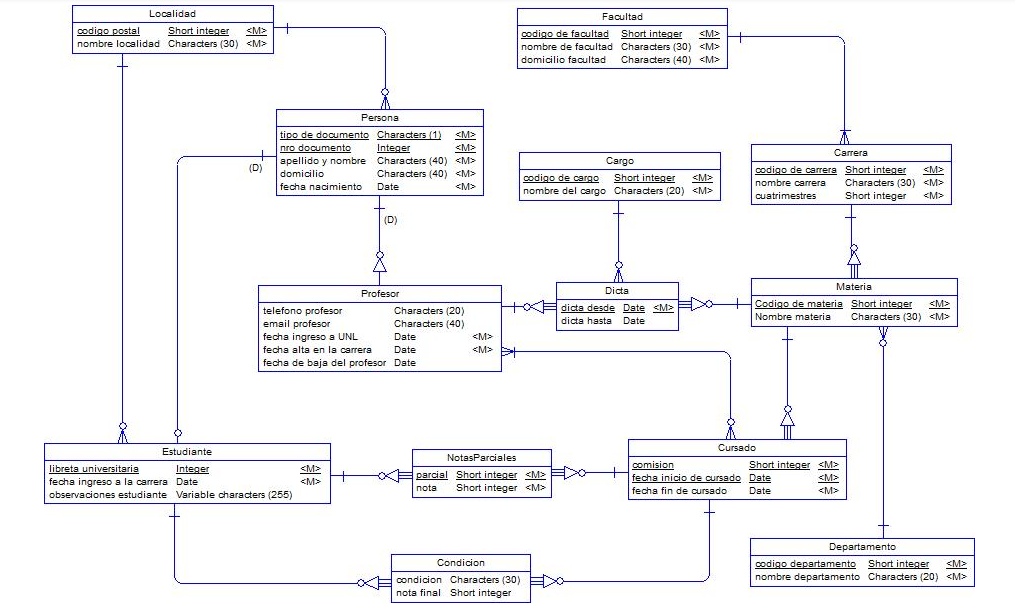 Localidad
codigo postal Short integer <M>
nombre localidad Characters (30) <M>
Facultad
codigo de facultad Short integer <M>
nombre de facultad Characters (30) <M>
domicilio facultad Characters (40) <M>
Persona
tipo de documento Characters (1) <M>
nro documento Integer <M>
apellido y nombre Characters (40) <M>
domicilio Characters (40) <M>
fecha nacimiento Date <M>
(D)
(D)
Cargo
codigo de cargo Short integer <M>
nombre del cargo Characters (20) <M>
Carrera
codigo de carrera Short integer <M>
nombre carrera Characters (30) <M>
cuatrimestres Short integer <M>
Profesor
telefono profesor Characters (20)
email profesor Characters (40)
fecha ingreso a UNL Date <M>
fecha alta en la carrera Date <M>
fecha de baja del profesor Date
Dicta
dicta desde Date <M>
dicta hasta Date
Materia
Codigo de materia Short integer <M>
Nombre materia Characters (30) <M>
Estudiante
libreta universitaria Integer <M>
fecha ingreso a la carrera Date <M>
observaciones estudiante Variable characters (255)
NotasParciales
parcial Short integer <M>
nota Short integer <M>
Cursado
comision Short integer <M>
fecha inicio de cursado Date <M>
fecha fin de cursado Date <M>
Condicion
condicion Characters (30)
nota final Short integer
Departamento
codigo departamento Short integer <M>
nombre departamento Characters (20) <M>